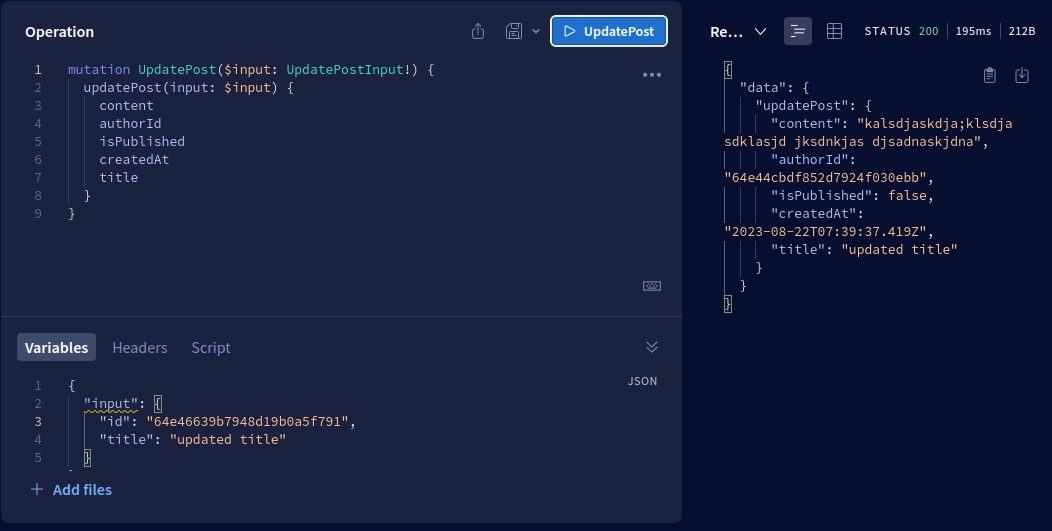 Operation
UpdatePost
1 mutation UpdatePost($input: UpdatePostInput!) {
2 updatePost(input: $input) {
3 content
4 authorId
5 isPublished
6 createdAt
7 title
8 }
9 }
Variables Headers Script
JSON
1 {
2 "input": {
3 "id": "64e46639b7948d19b0a5f791",
4 "title": "updated title"
5 }
Add files
Re... STATUS 200 195ms 212B
{
"data": {
"updatePost": {
"content": "kalsdjaskdja;klsdja
sdklasjd jksdnkjas djsadnaskjdna",
"authorId":
"64e44cbdf852d7924f030ebb",
"isPublished": false,
"createdAt":
"2023-08-22T07:39:37.419Z",
"title": "updated title"
}
}
}